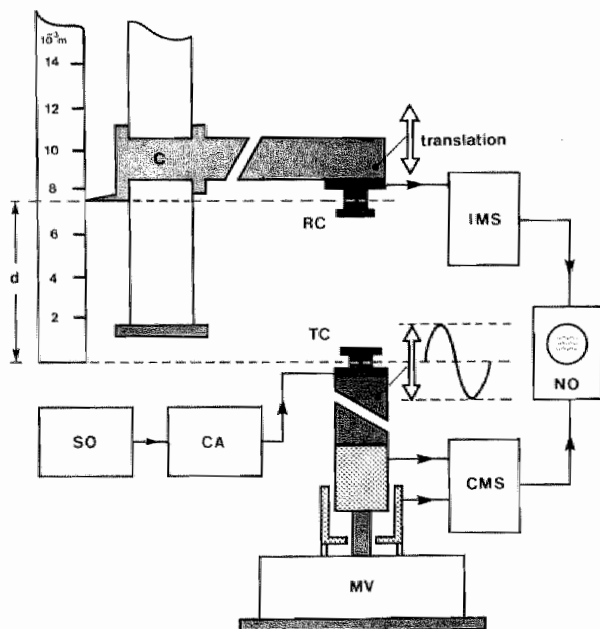 10⁻³m
14
12
10
8
6
4
2
d
C
translation
RC
IMS
TC
NO
SO
CA
CMS
MV